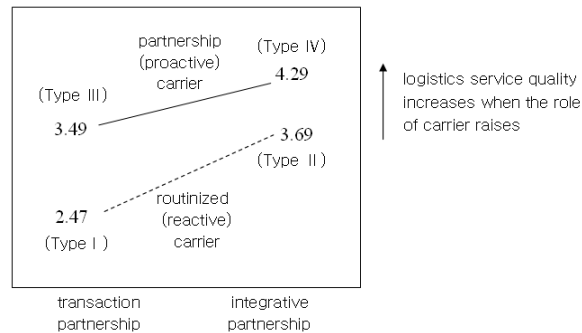 partnership
(proactive)
carrier
(Type Ⅳ)
4.29
(Type Ⅲ)
3.49
logistics service quality
increases when the role
of carrier raises
3.69
(Type Ⅱ)
2.47
(Type Ⅰ)
routinized
(reactive)
carrier
transaction
partnership
integrative
partnership